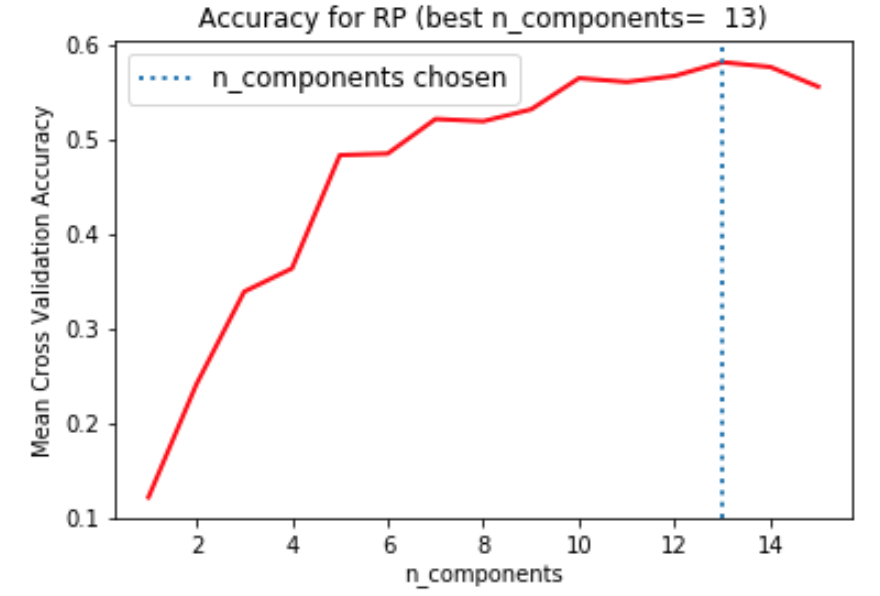 Accuracy for RP (best n_components=  13)
n_components chosen
Mean Cross Validation Accuracy
0.6
0.5
0.4
0.3
0.2
0.1
2 4 6 8 10 12 14
n_components